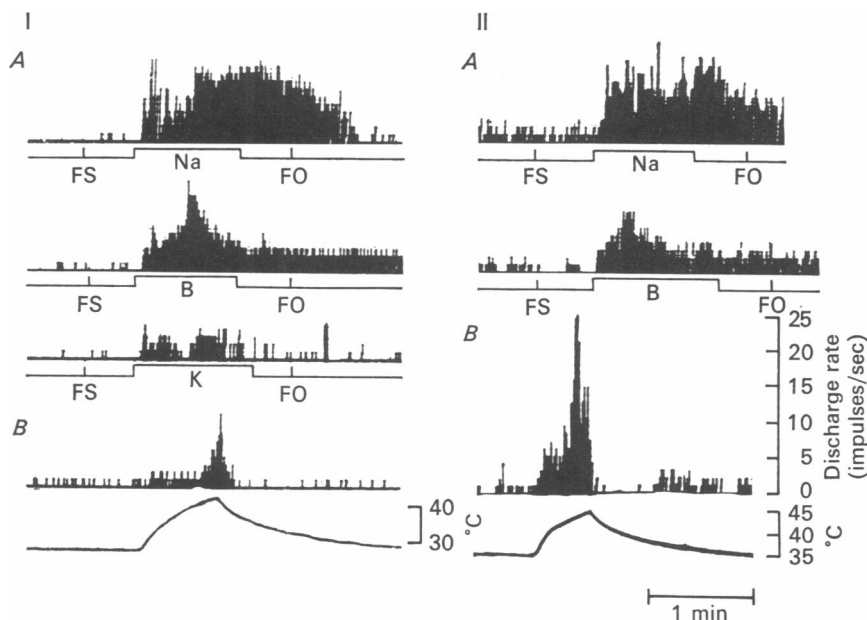 I
II
A
A
Na
Na
FS
FO
FS
FO
B
B
FS
FO
FS
FO
B
25
20
15
10
5
0
Discharge rate
(impulses/sec)
K
FS
FO
B
40
30
°C
45
40
35
°C
1 min